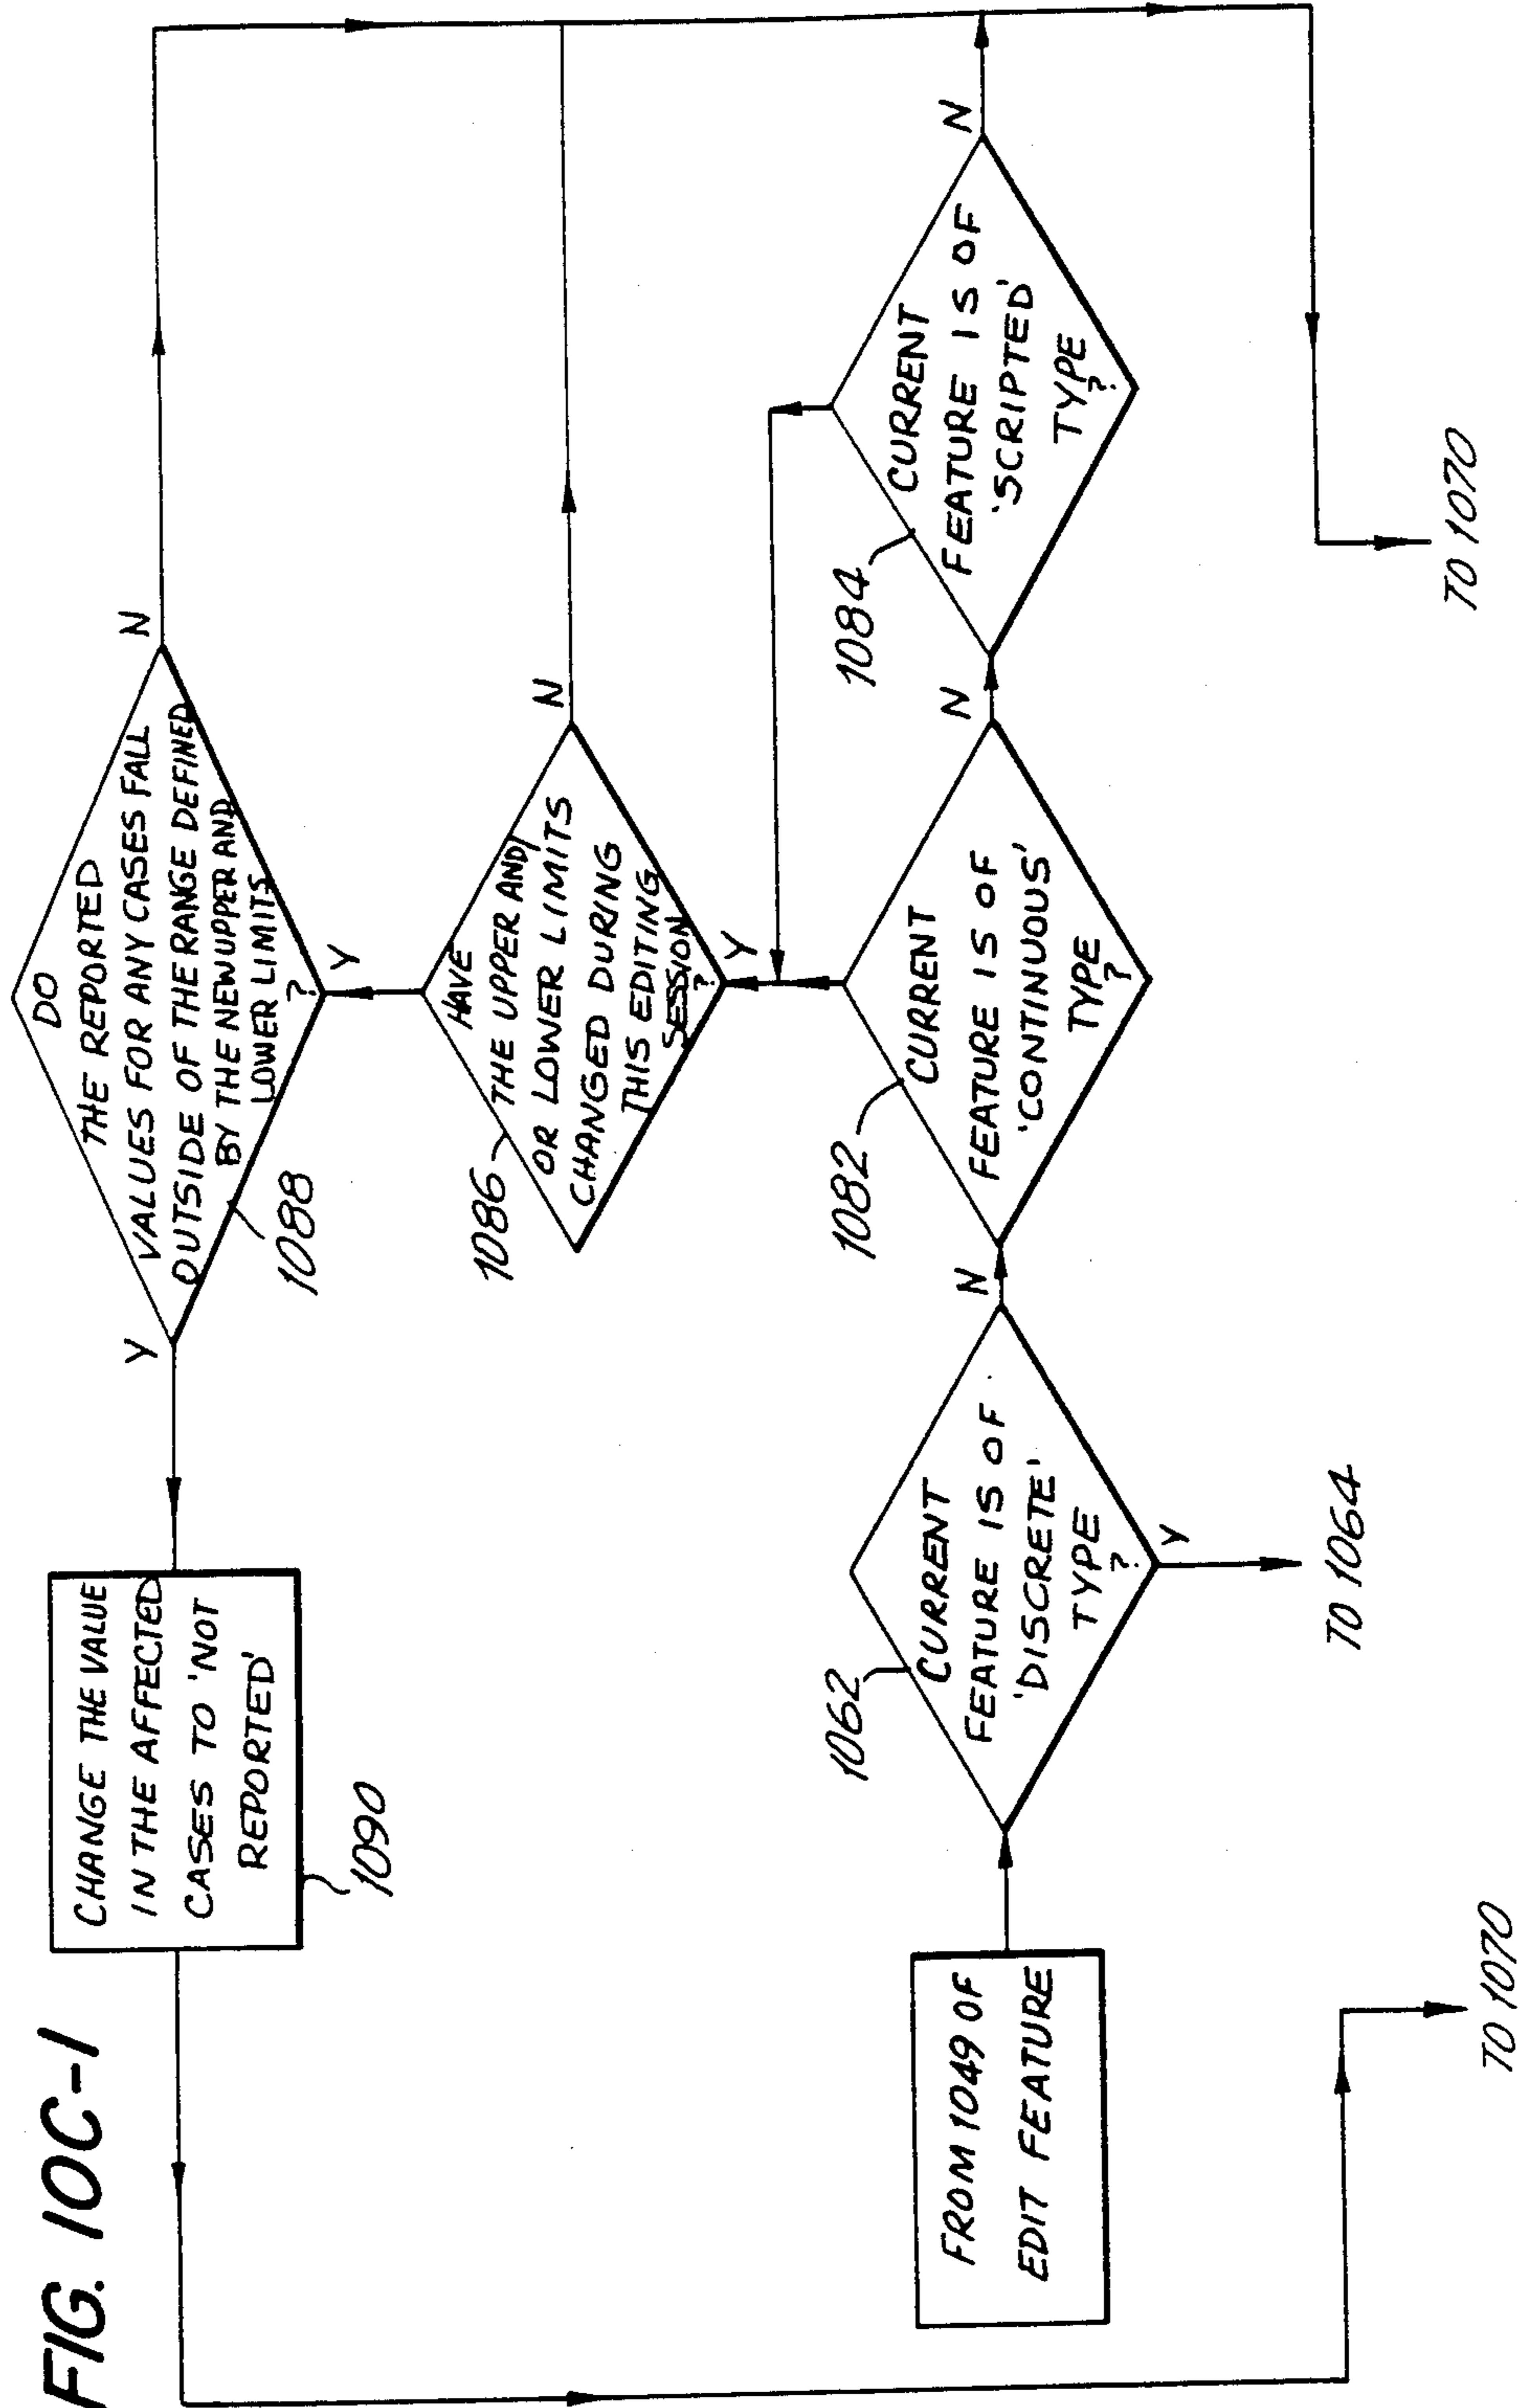 FIG. 10C-1
DO
THE REPORTED
VALUES FOR ANY CASES FALL
OUTSIDE OF THE RANGE DEFINED
BY THE NEW UPPER AND
LOWER LIMITS
?
Y
N
Y
1088
CHANGE THE VALUE
IN THE AFFECTED
CASES TO 'NOT
REPORTED'
1090
HAVE
THE UPPER AND/
OR LOWER LIMITS
CHANGED DURING
THIS EDITING
SESSION
?
N
Y
1086
FROM 1049 OF
EDIT FEATURE
1062
CURRENT
FEATURE IS OF
'DISCRETE'
TYPE
?
N
Y
TO 1064
1082
CURRENT
FEATURE IS OF
'CONTINUOUS'
TYPE
?
N
1084
CURRENT
FEATURE IS OF
'SCRIPTED'
TYPE
?
N
TO 1070
TO 1070